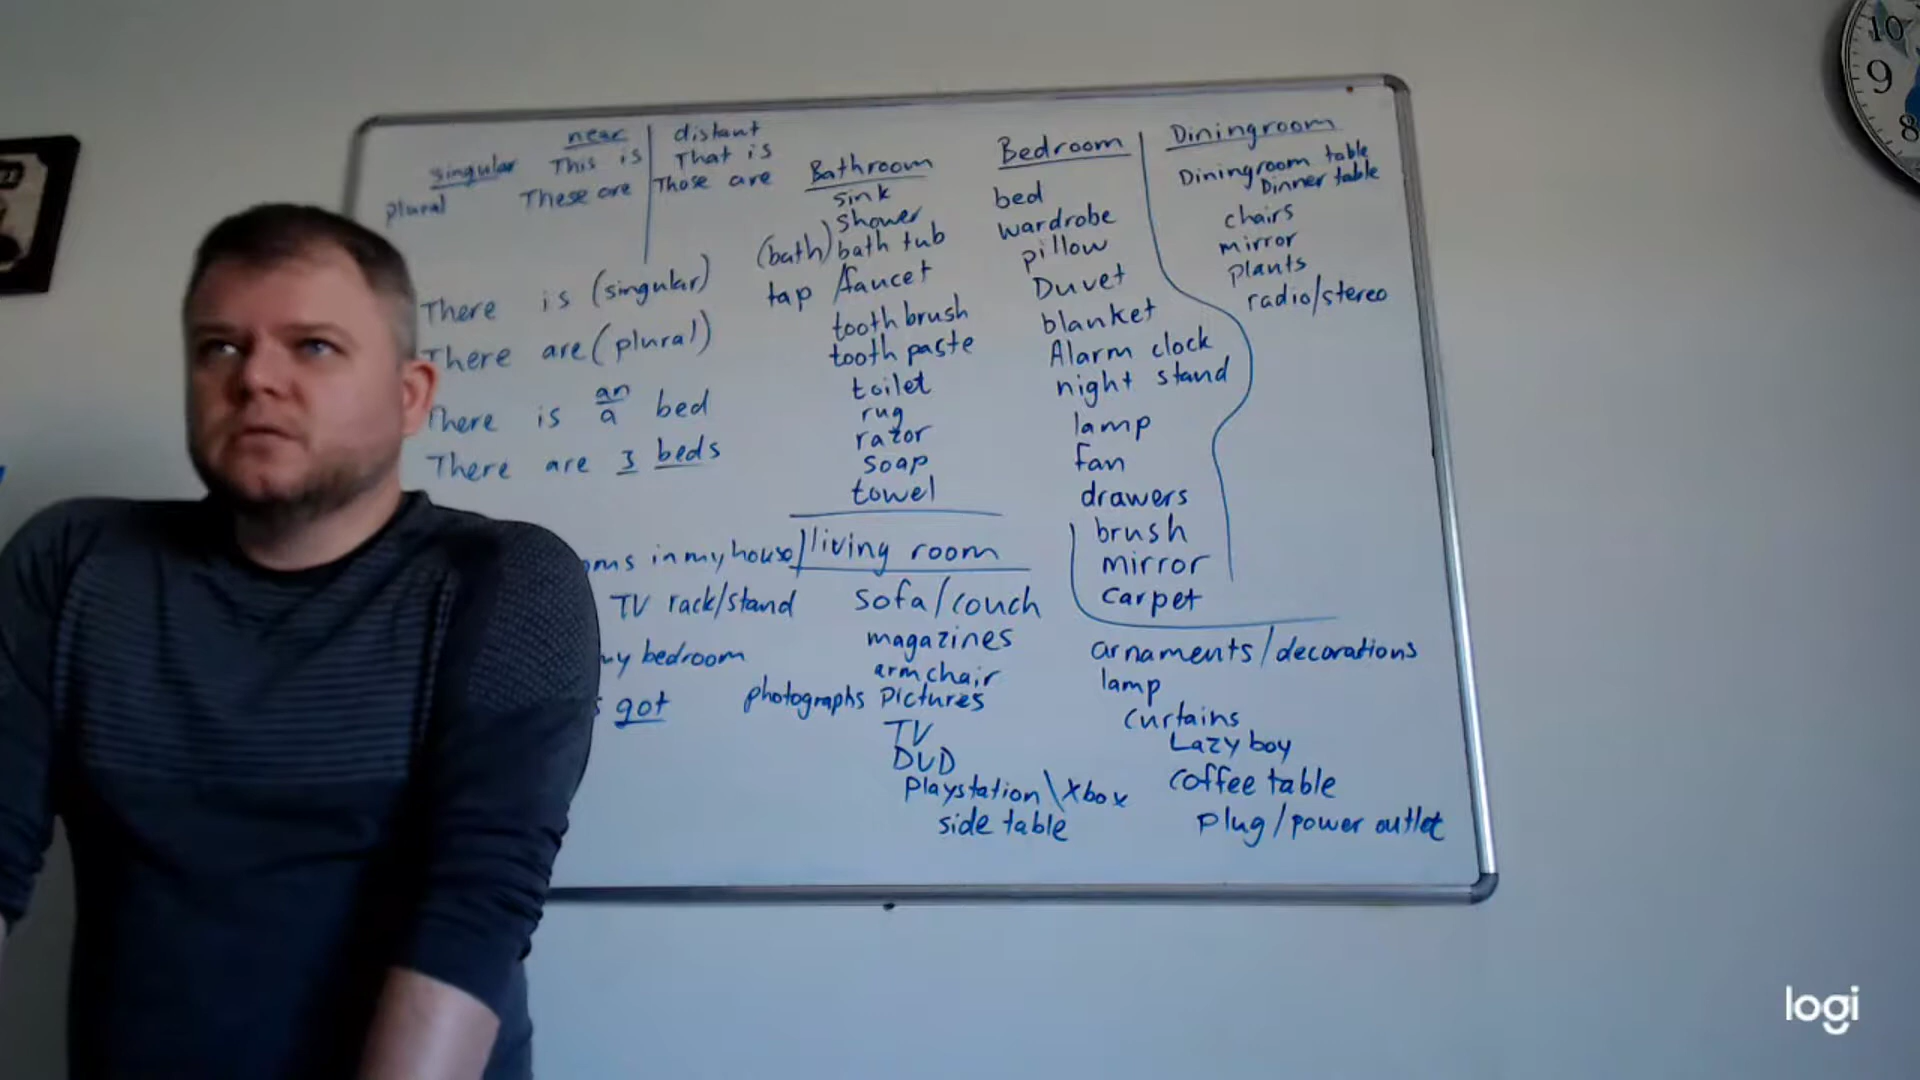 near | distant
singular This is | That is
plural These are | Those are
There is (singular)
There are (plural)
There is an/a bed
There are 3 beds
in my house
TV rack/stand
my bedroom
got
Bathroom
sink
shower
(bath) bath tub
tap /faucet
tooth brush
tooth paste
toilet
rug
razor
soap
towel
living room
sofa/couch
magazines
armchair
photographs Pictures
TV
DVD
Playstation\Xbox
side table
Bedroom
bed
wardrobe
pillow
Duvet
blanket
Alarm clock
night stand
lamp
fan
drawers
brush
mirror
carpet
arnaments/decorations
lamp
curtains
Lazy boy
coffee table
plug/power outlet
Diningroom
Diningroom table
Dinner table
chairs
mirror
plants
radio/stereo
10
9
8
logi